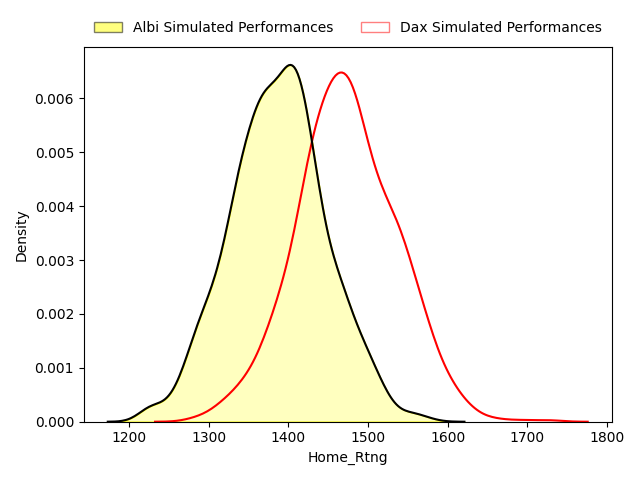 Albi Simulated Performances
Dax Simulated Performances
0.006
0.005
0.004
0.003
0.002
0.001
0.000
Density
1200 1300 1400 1500 1600 1700 1800
Home_Rtng